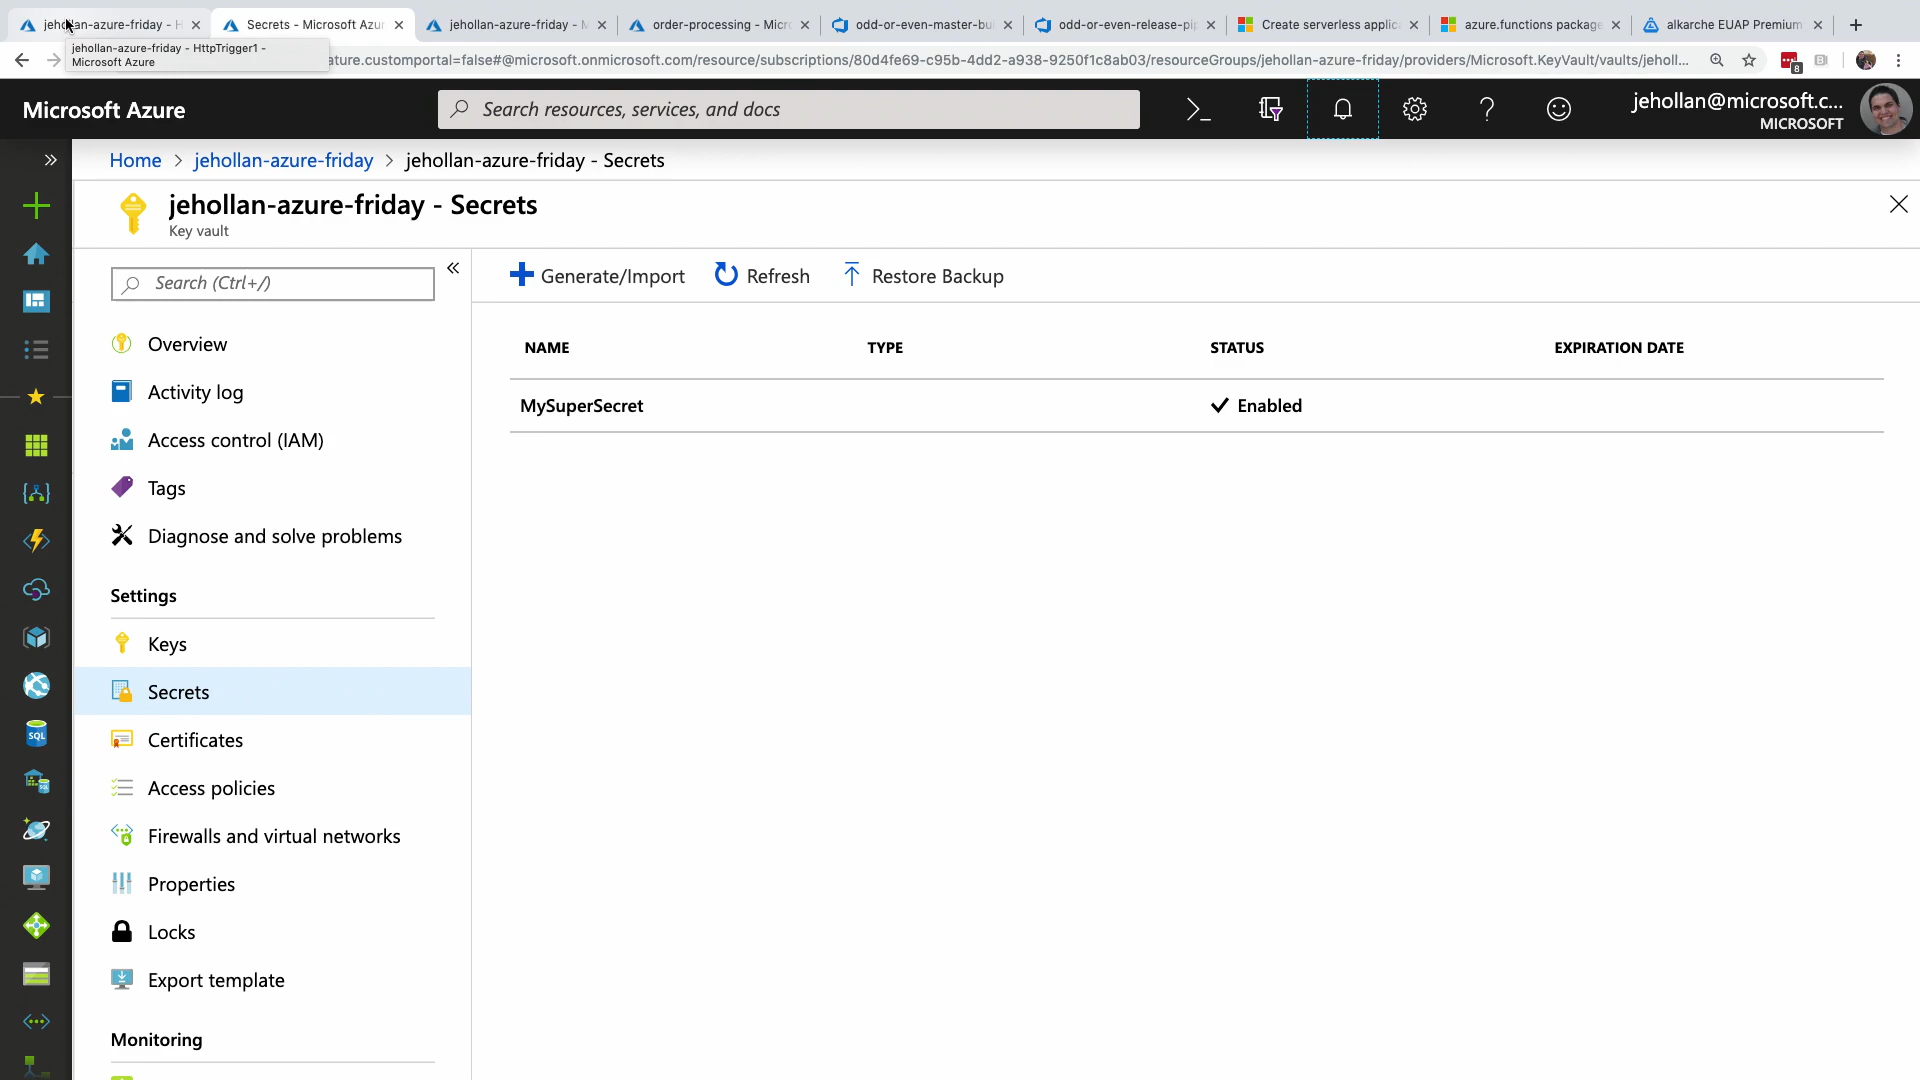 jehollan-azure-friday - H
Secrets - Microsoft Azur
jehollan-azure-friday - M
order-processing - Micro
odd-or-even-master-bui
odd-or-even-release-pip
Create serverless applic
azure.functions package
alkarche EUAP Premium
jehollan-azure-friday - HttpTrigger1 -
Microsoft Azure
ature.customportal=false#@microsoft.onmicrosoft.com/resource/subscriptions/80d4fe69-c95b-4dd2-a938-9250f1c8ab03/resourceGroups/jehollan-azure-friday/providers/Microsoft.KeyVault/vaults/jeholl...
8
Microsoft Azure
Search resources, services, and docs
jehollan@microsoft.c...
MICROSOFT
Home > jehollan-azure-friday > jehollan-azure-friday - Secrets
jehollan-azure-friday - Secrets
Key vault
Search (Ctrl+/)
Generate/Import
Refresh
Restore Backup
Overview
Activity log
Access control (IAM)
Tags
Diagnose and solve problems
Settings
Keys
Secrets
Certificates
Access policies
Firewalls and virtual networks
Properties
Locks
Export template
Monitoring
NAME TYPE STATUS EXPIRATION DATE
MySuperSecret Enabled
SQL
SQL